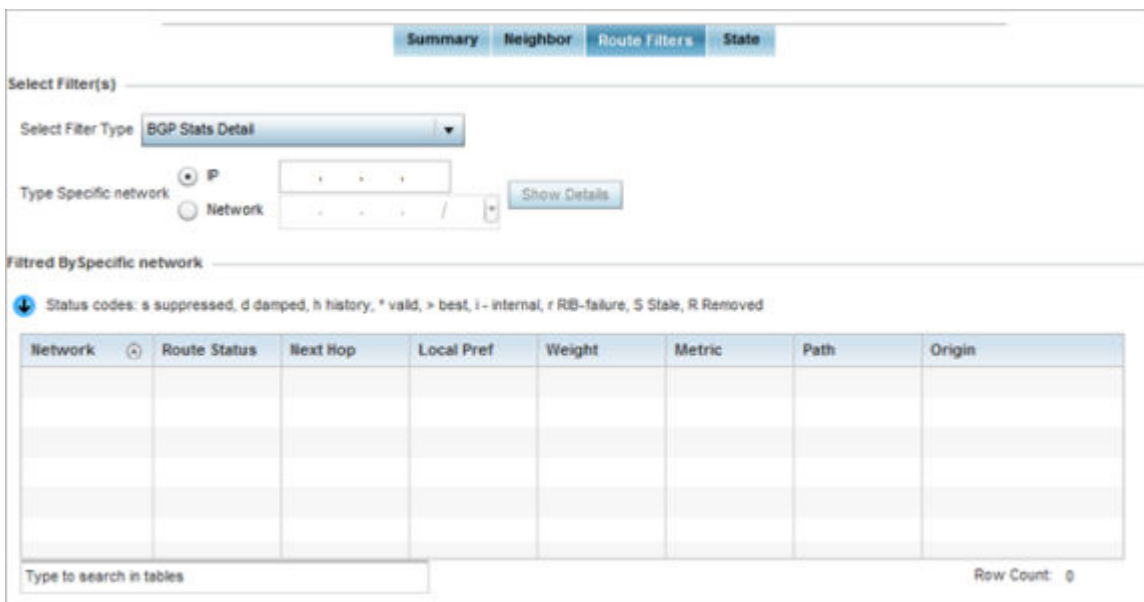 Summary Neighbor Route Filters State
Select Filter(s)
Select Filter Type BGP Stats Detail
Type Specific network
IP . . .
Network . . . /
Show Details
Filtred BySpecific network
Status codes: s suppressed, d damped, h history, * valid, > best, i - internal, r RIB-failure, S Stale, R Removed
Network Route Status Next Hop Local Pref Weight Metric Path Origin
Type to search in tables Row Count: 0